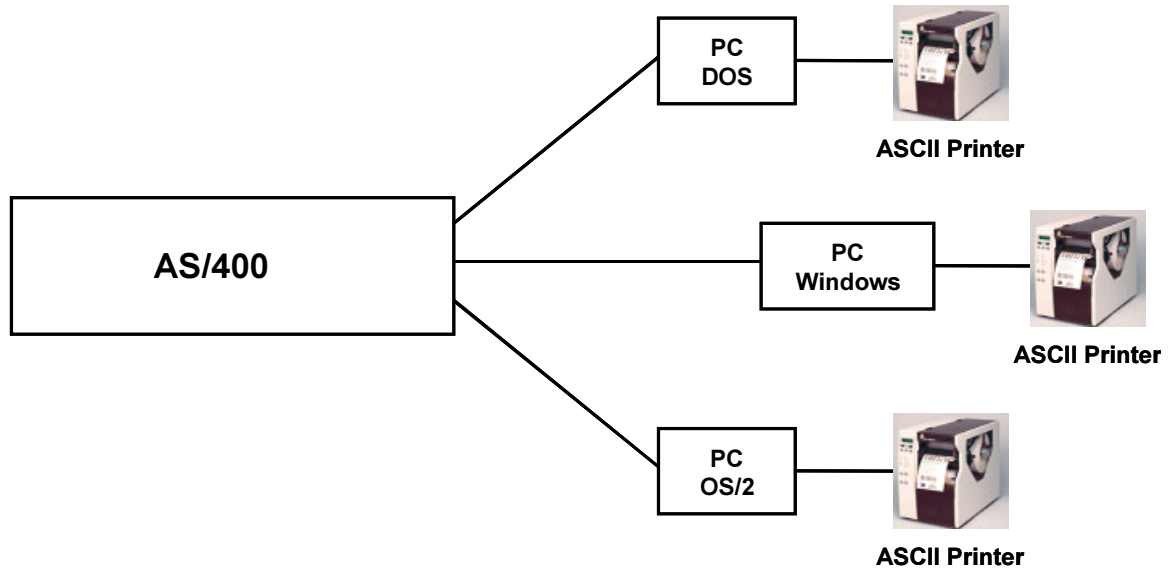 PC
DOS
ASCII Printer
AS/400
PC
Windows
ASCII Printer
PC
OS/2
ASCII Printer